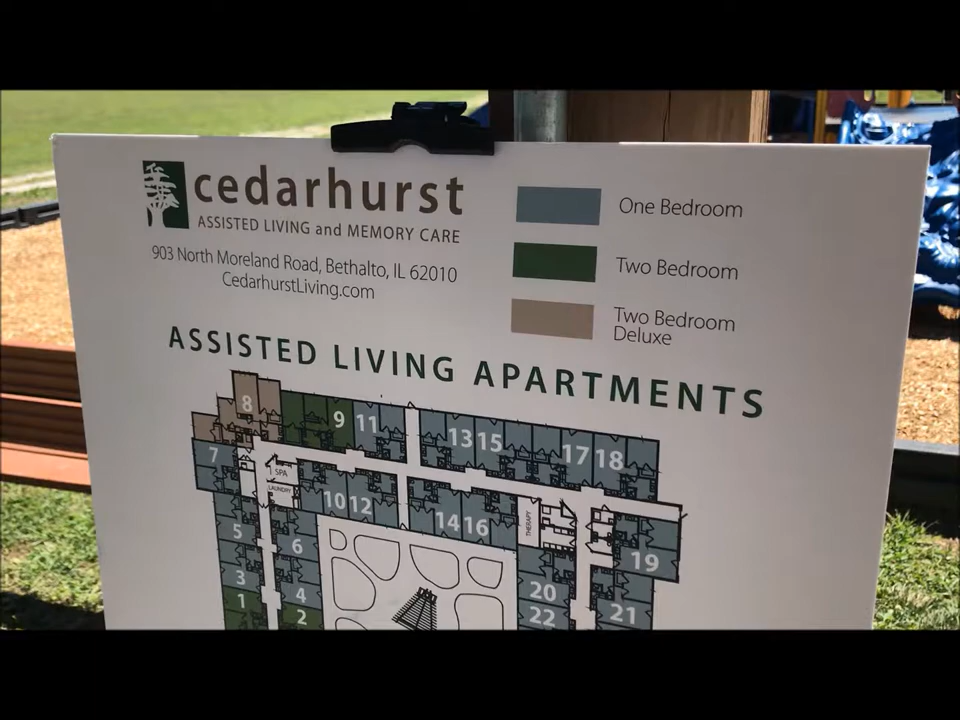 cedarhurst
ASSISTED LIVING and MEMORY CARE
903 North Moreland Road, Bethalto, IL 62010
CedarhurstLiving.com
One Bedroom
Two Bedroom
Two Bedroom
Deluxe
ASSISTED LIVING APARTMENTS
8
9 11
13 15
17 18
7
SPA
LAUNDRY
10 12
14 16
THERAPY
5
6
19
3
4
20
1
2
22
21